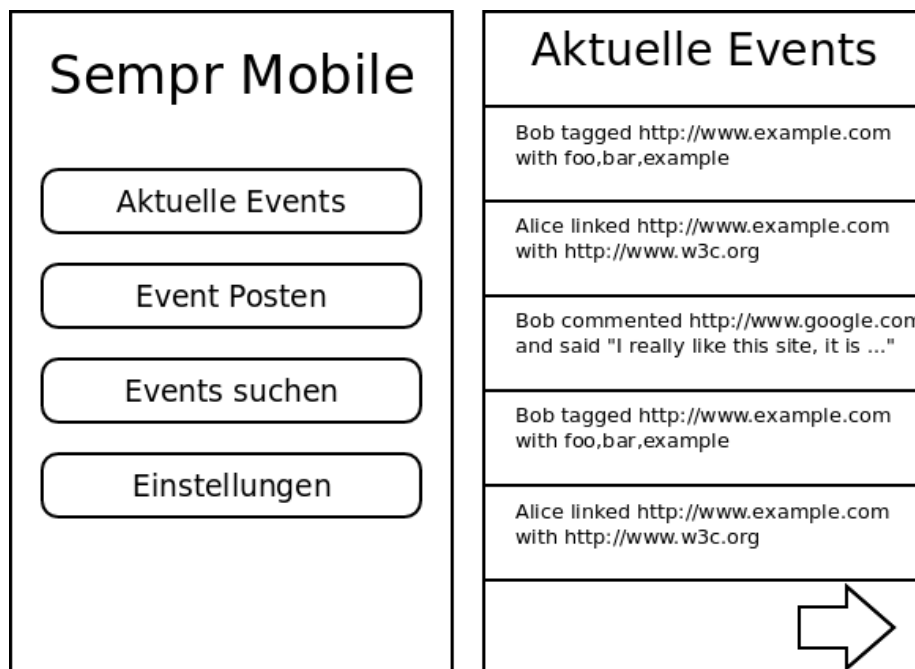 Sempr Mobile
Aktuelle Events
Event Posten
Events suchen
Einstellungen
Aktuelle Events
Bob tagged http://www.example.com
with foo,bar,example
Alice linked http://www.example.com
with http://www.w3c.org
Bob commented http://www.google.com
and said "I really like this site, it is ..."
Bob tagged http://www.example.com
with foo,bar,example
Alice linked http://www.example.com
with http://www.w3c.org